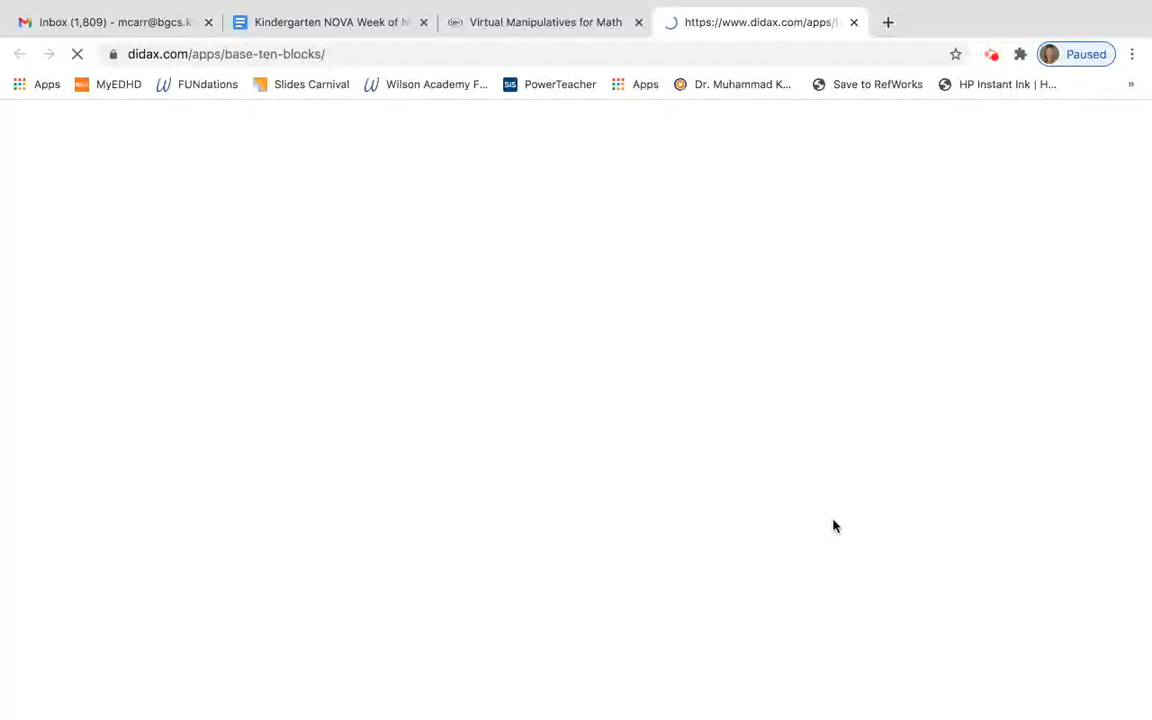 Inbox (1,809) - mcarr@bgcs.k
Kindergarten NOVA Week of N
Virtual Manipulatives for Math
https://www.didax.com/apps/
didax.com/apps/base-ten-blocks/
Paused
Apps
MyEDHD
FUNdations
Slides Carnival
Wilson Academy F...
SIS
PowerTeacher
Apps
Dr. Muhammad K...
Save to RefWorks
HP Instant Ink | H...
»